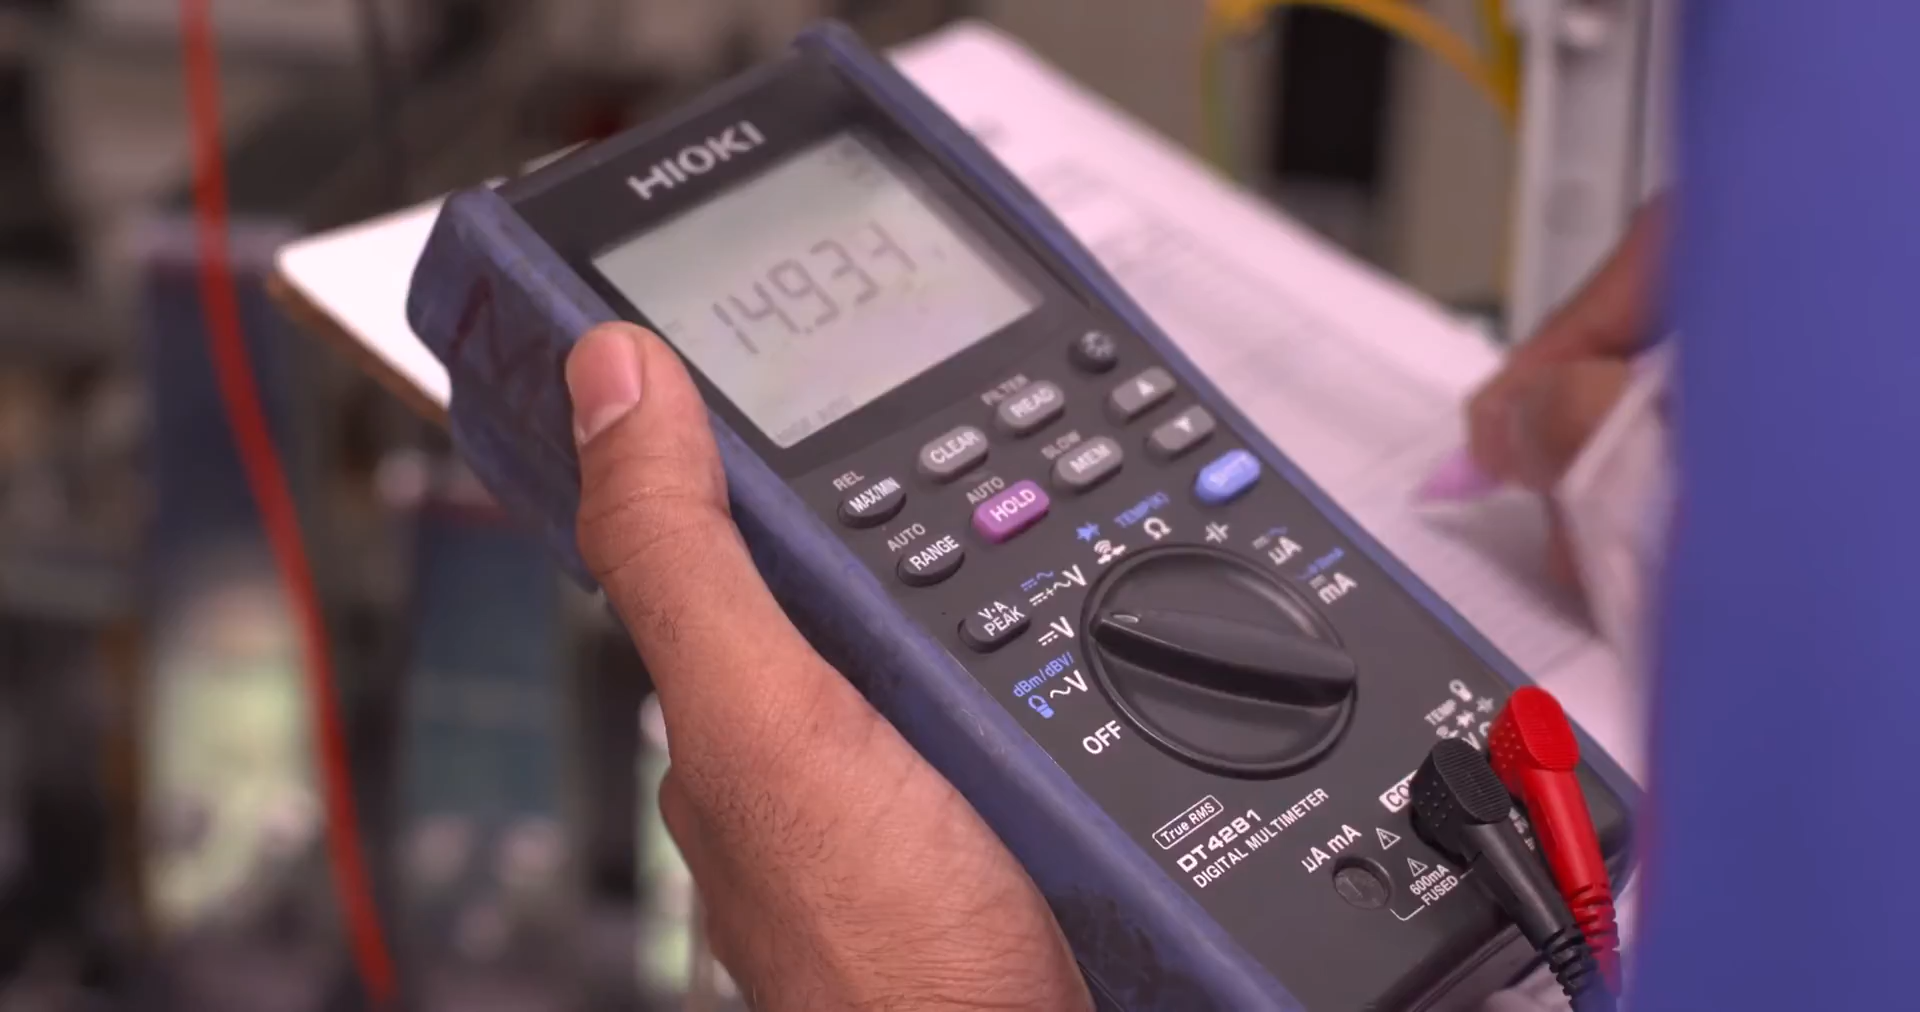 HIOKI
FILTER
READ
CLEAR
SLOW
MEM
REL
MAX/MIN
AUTO
HOLD
SHIFT
AUTO
RANGE
TEMP(K)
Ω
V·A
PEAK
V
V
dBm/dBV/
~V
µA
mA
OFF
TEMP
True RMS
DT4281
DIGITAL MULTIMETER
µA mA
600mA
FUSED